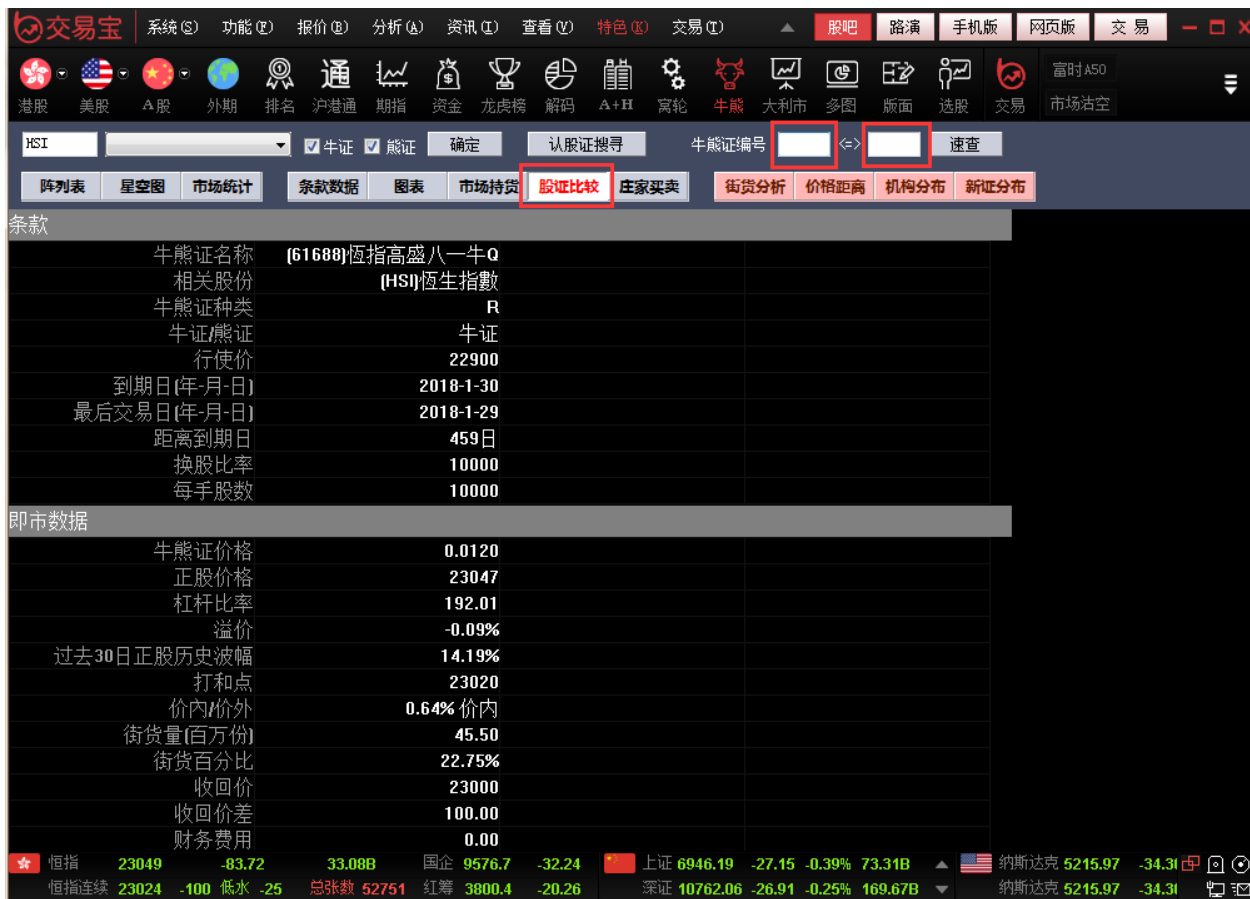 交易宝 系统(S) 功能(F) 报价(B) 分析(A) 资讯(I) 查看(V) 特色(K) 交易(T) 股吧 路演 手机版 网页版 交 易
港股 美股 A股 外期 排名 通 沪港通 期指 资金 龙虎榜 解码 A+H 窝轮 牛熊 大利市 多图 版面 选股 交易 富时A50 市场沽空
HSI 牛证 熊证 确定 认股证搜寻 牛熊证编号 <=> 速查
阵列表 星空图 市场统计 条款数据 图表 市场持货 股证比较 庄家买卖 街货分析 价格距离 机构分布 新证分布
条款
牛熊证名称 (61688)恆指高盛八一牛Q
相关股份 (HSI)恆生指數
牛熊证种类 R
牛证/熊证 牛证
行使价 22900
到期日(年-月-日) 2018-1-30
最后交易日(年-月-日) 2018-1-29
距离到期日 459日
换股比率 10000
每手股数 10000
即市数据
牛熊证价格 0.0120
正股价格 23047
杠杆比率 192.01
溢价 -0.09%
过去30日正股历史波幅 14.19%
打和点 23020
价内/价外 0.64% 价内
街货量(百万份) 45.50
街货百分比 22.75%
收回价 23000
收回价差 100.00
财务费用 0.00
恒指 23049 -83.72 33.08B 国企 9576.7 -32.24 上证 6946.19 -27.15 -0.39% 73.31B 纳斯达克 5215.97 -34.3
恒指连续 23024 -100 低水 -25 总张数 52751 红筹 3800.4 -20.26 深证 10762.06 -26.91 -0.25% 169.67B 纳斯达克 5215.97 -34.3